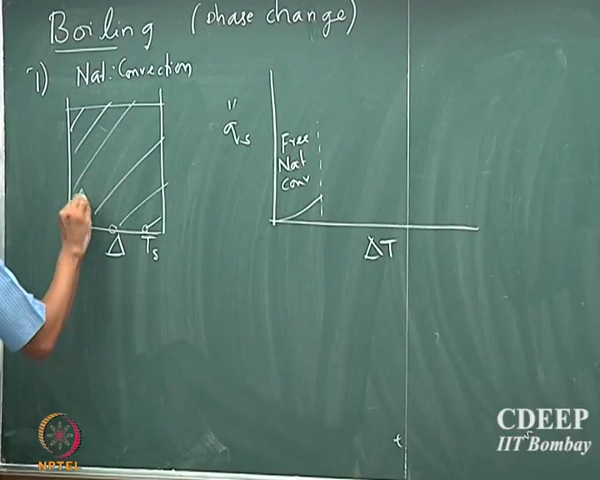 Boiling (Phase change)
1) Nat. Convection
q''s
Free
Nat
Conv
Δ Ts
ΔT
NPTEL
CDEEP
IIT Bombay